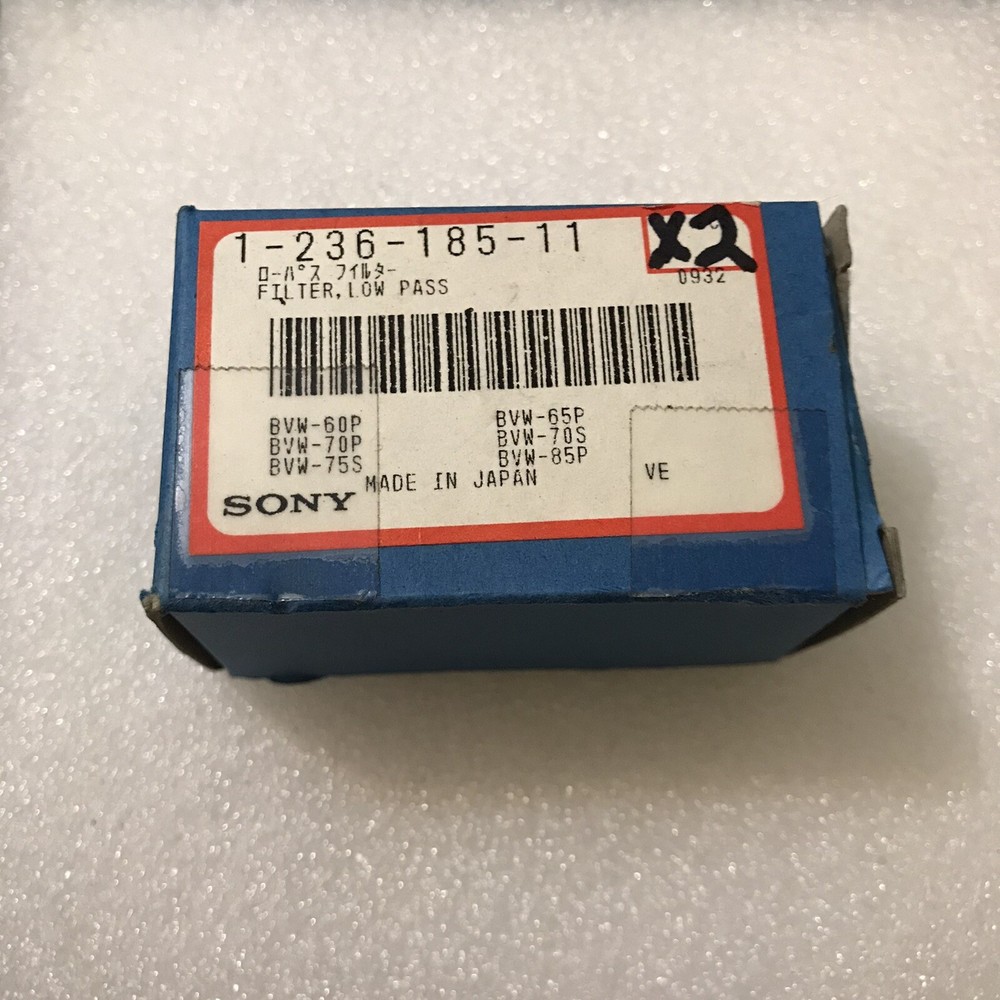 1-236-185-11
X2
ﾛｰﾊﾟｽ ﾌｲﾙﾀｰ
0932
FILTER,LOW PASS
BVW-60P BVW-65P
BVW-70P BVW-70S
BVW-75S BVW-85P
MADE IN JAPAN VE
SONY